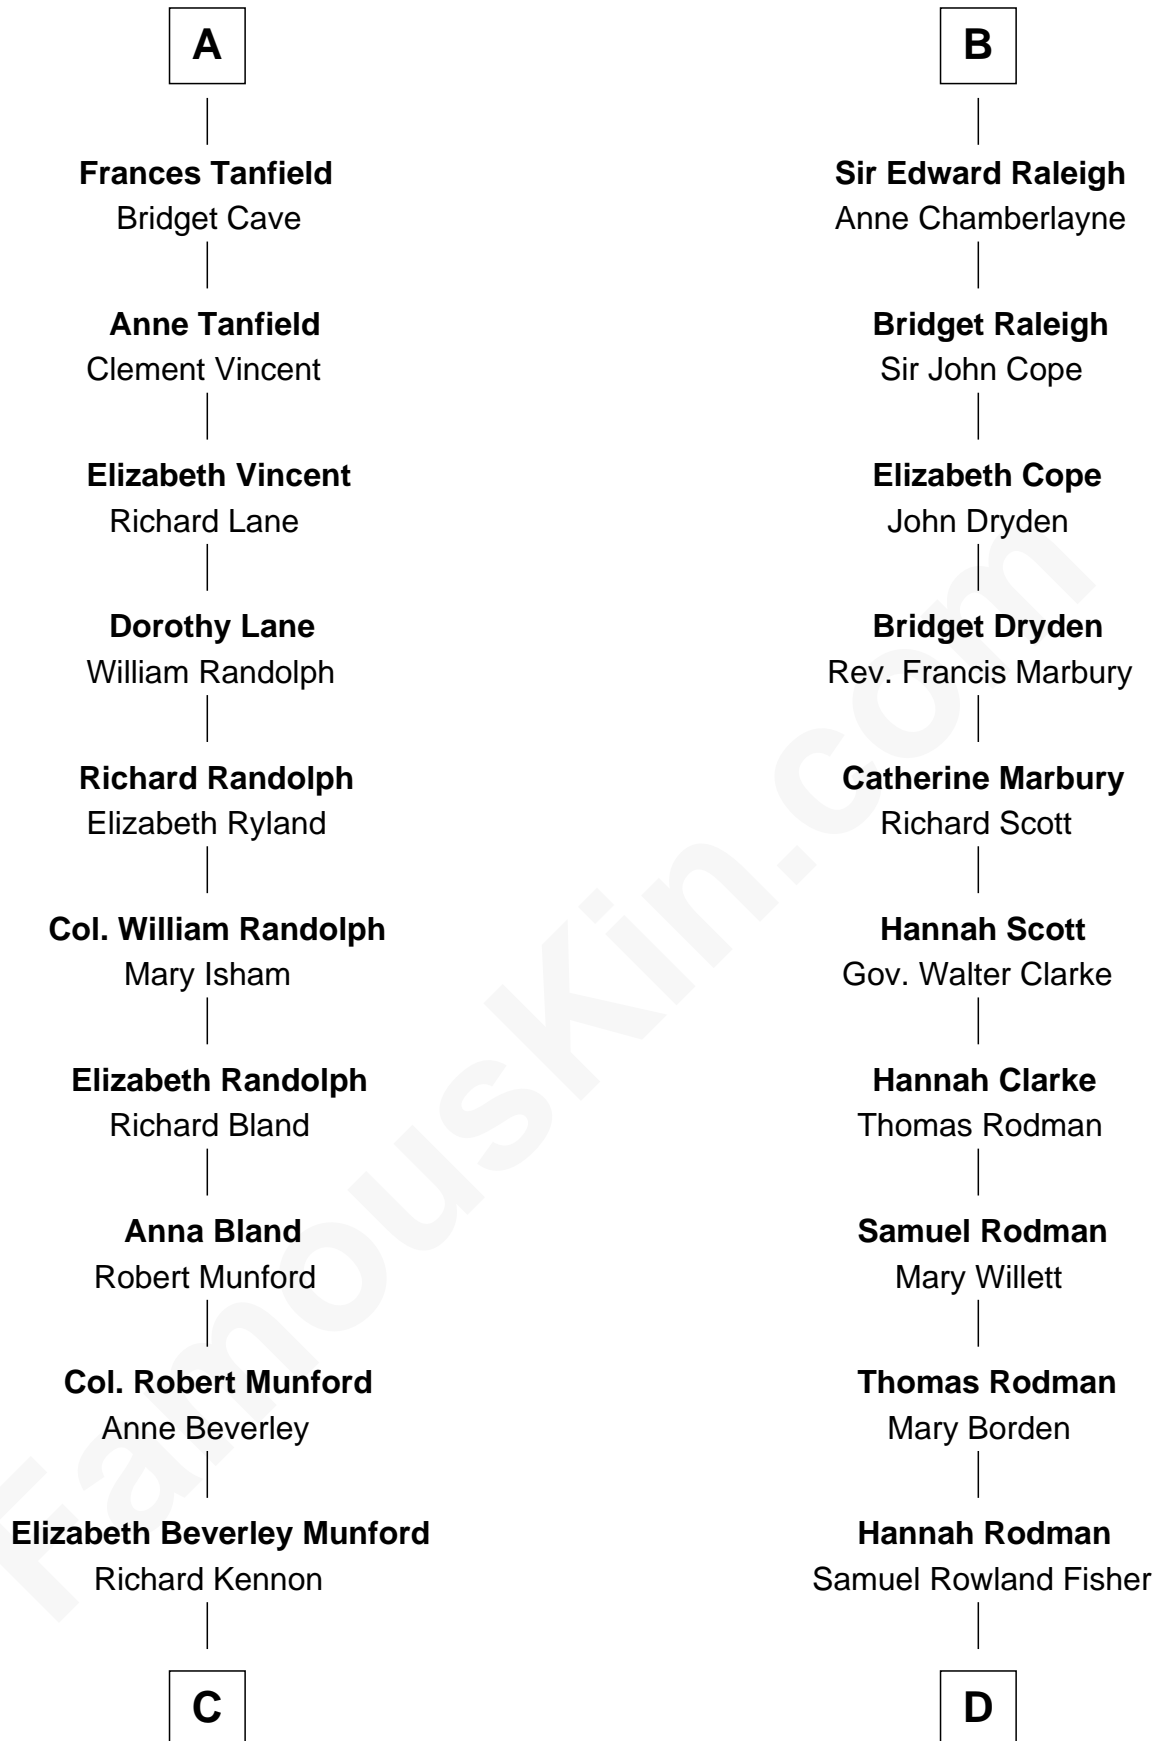 A
Frances Tanfield
Bridget Cave
Anne Tanfield
Clement Vincent
Elizabeth Vincent
Richard Lane
Dorothy Lane
William Randolph
Richard Randolph
Elizabeth Ryland
Col. William Randolph
Mary Isham
Elizabeth Randolph
Richard Bland
Anna Bland
Robert Munford
Col. Robert Munford
Anne Beverley
Elizabeth Beverley Munford
Richard Kennon
C
B
Sir Edward Raleigh
Anne Chamberlayne
Bridget Raleigh
Sir John Cope
Elizabeth Cope
John Dryden
Bridget Dryden
Rev. Francis Marbury
Catherine Marbury
Richard Scott
Hannah Scott
Gov. Walter Clarke
Hannah Clarke
Thomas Rodman
Samuel Rodman
Mary Willett
Thomas Rodman
Mary Borden
Hannah Rodman
Samuel Rowland Fisher
D
FamousKin.com